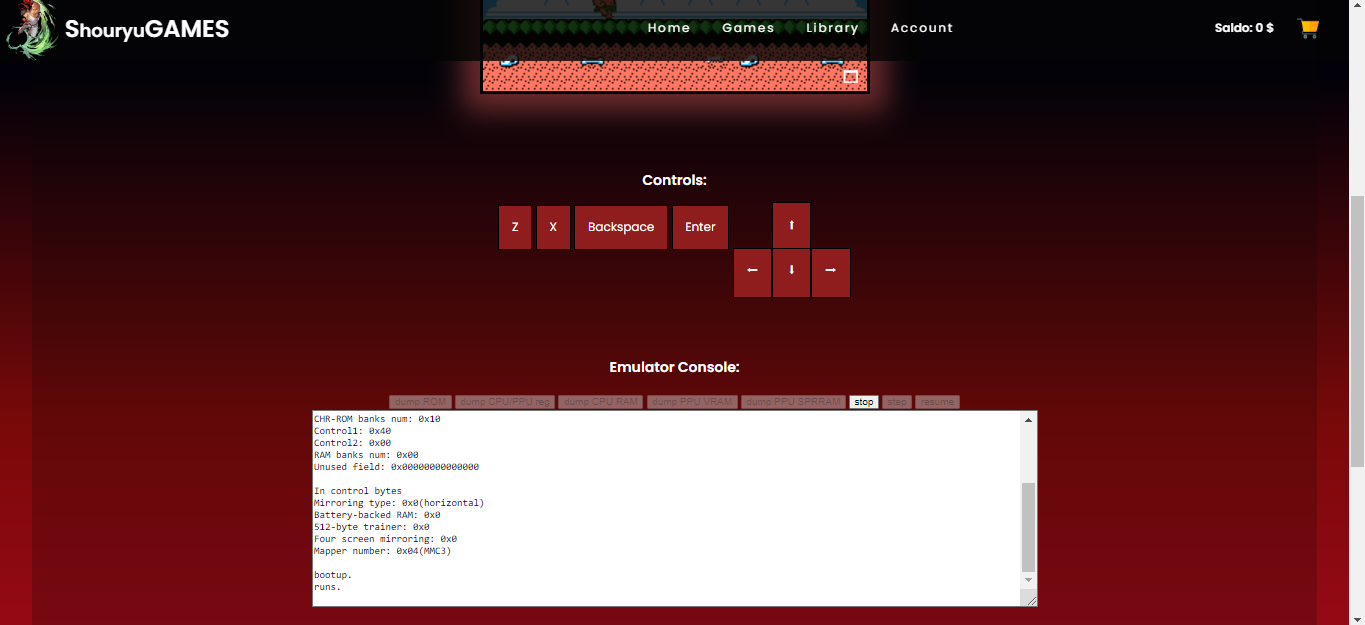 ShouryuGAMES
Home Games Library Account
Saldo: 0 $
Controls:
Z X Backspace Enter ⬆
⬅ ⬇ ➡
Emulator Console:
dump ROM dump CPU/PPU reg dump CPU RAM dump PPU VRAM dump PPU SPRRAM stop step resume
CHR-ROM banks num: 0x10
Control1: 0x40
Control2: 0x00
RAM banks num: 0x00
Unused field: 0x00000000000000
In control bytes
Mirroring type: 0x0(horizontal)
Battery-backed RAM: 0x0
512-byte trainer: 0x0
Four screen mirroring: 0x0
Mapper number: 0x04(MMC3)
bootup.
runs.